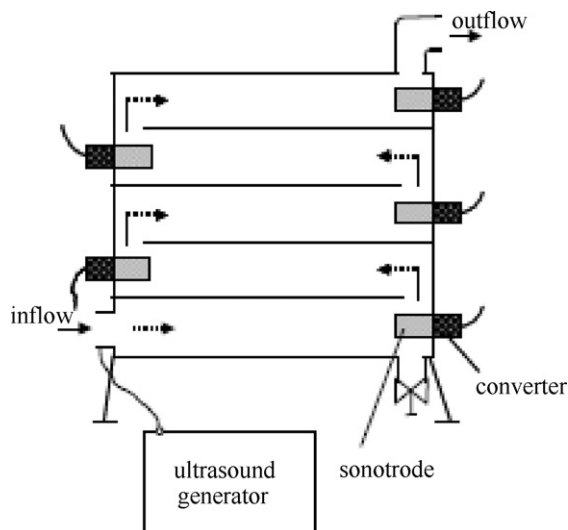 outflow
inflow
converter
sonotrode
ultrasound
generator